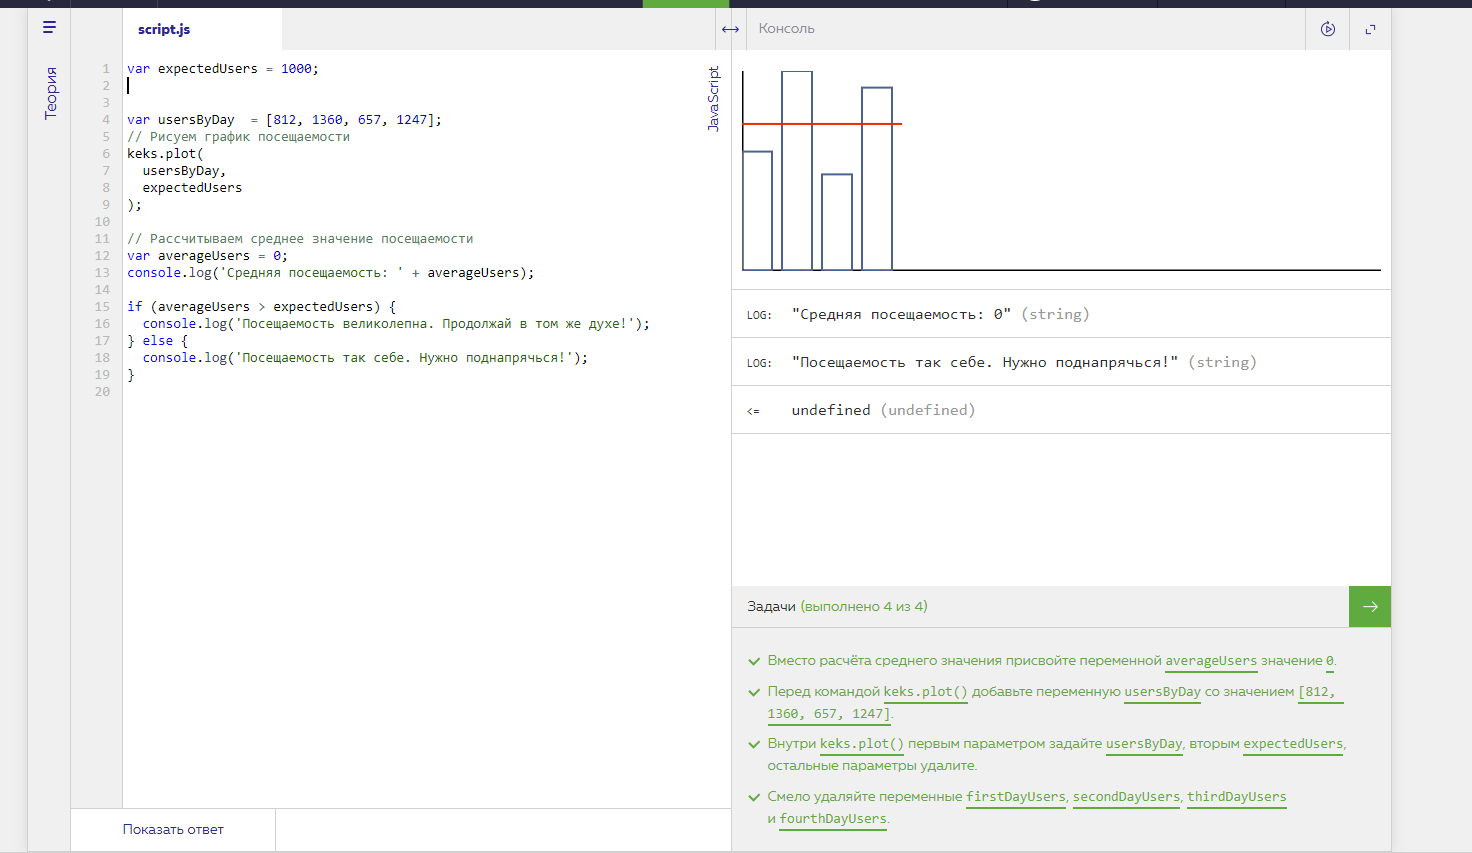 script.js
Консоль
Теория
JavaScript
1 var expectedUsers = 1000;
2
3
4 var usersByDay  = [812, 1360, 657, 1247];
5 // Рисуем график посещаемости
6 keks.plot(
7   usersByDay,
8   expectedUsers
9 );
10
11 // Рассчитываем среднее значение посещаемости
12 var averageUsers = 0;
13 console.log('Средняя посещаемость: ' + averageUsers);
14
15 if (averageUsers > expectedUsers) {
16   console.log('Посещаемость великолепна. Продолжай в том же духе!');
17 } else {
18   console.log('Посещаемость так себе. Нужно поднапрячься!');
19 }
20
Показать ответ
LOG: "Средняя посещаемость: 0" (string)
LOG: "Посещаемость так себе. Нужно поднапрячься!" (string)
<= undefined (undefined)
Задачи (выполнено 4 из 4)
Вместо расчёта среднего значения присвойте переменной averageUsers значение 0.
Перед командой keks.plot() добавьте переменную usersByDay со значением [812,
1360, 657, 1247].
Внутри keks.plot() первым параметром задайте usersByDay, вторым expectedUsers,
остальные параметры удалите.
Смело удаляйте переменные firstDayUsers, secondDayUsers, thirdDayUsers
и fourthDayUsers.